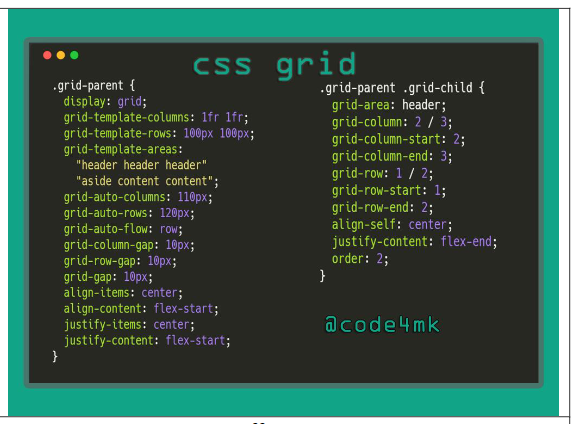 css grid
.grid-parent {
display: grid;
grid-template-columns: 1fr 1fr;
grid-template-rows: 100px 100px;
grid-template-areas:
"header header header"
"aside content content";
grid-auto-columns: 110px;
grid-auto-rows: 120px;
grid-auto-flow: row;
grid-column-gap: 10px;
grid-row-gap: 10px;
grid-gap: 10px;
align-items: center;
align-content: flex-start;
justify-items: center;
justify-content: flex-start;
}
.grid-parent .grid-child {
grid-area: header;
grid-column: 2 / 3;
grid-column-start: 2;
grid-column-end: 3;
grid-row: 1 / 2;
grid-row-start: 1;
grid-row-end: 2;
align-self: center;
justify-content: flex-end;
order: 2;
}
@code4mk